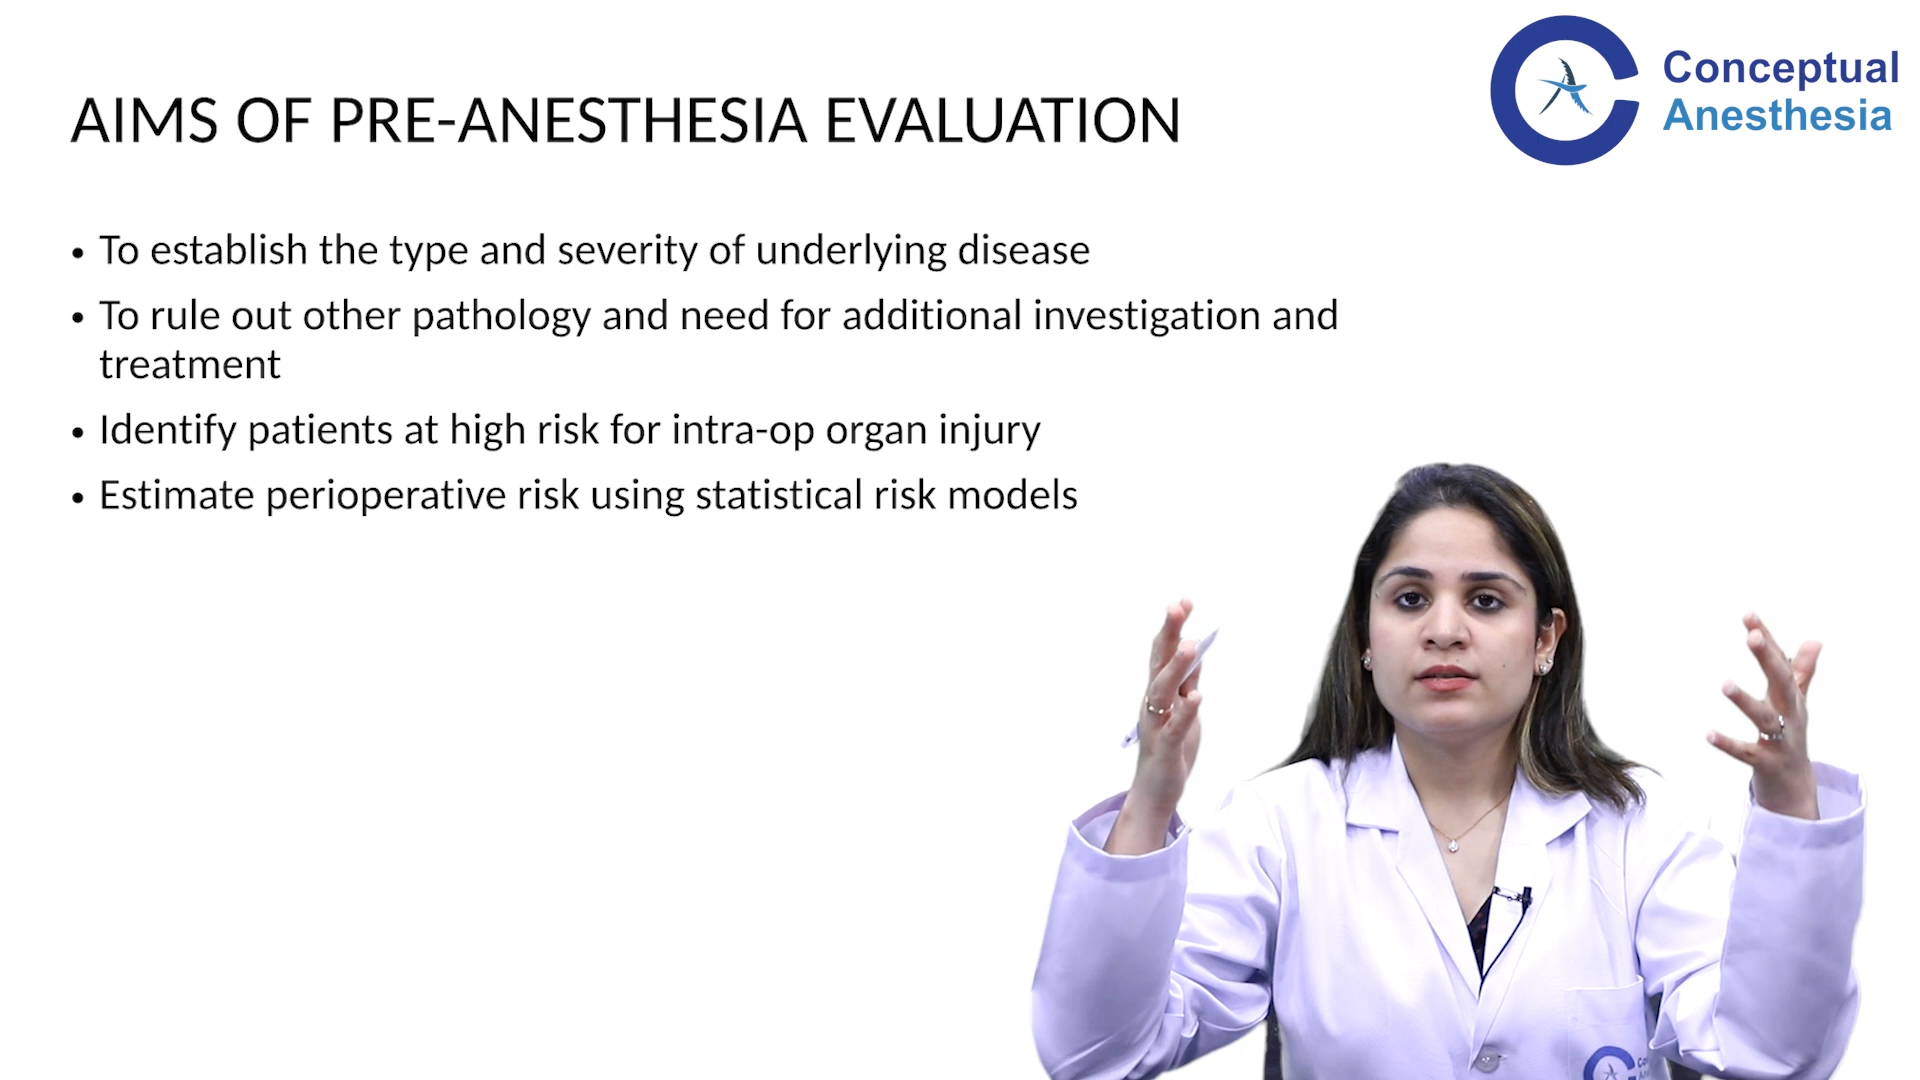 Conceptual
Anesthesia
AIMS OF PRE-ANESTHESIA EVALUATION
• To establish the type and severity of underlying disease
• To rule out other pathology and need for additional investigation and
treatment
• Identify patients at high risk for intra-op organ injury
• Estimate perioperative risk using statistical risk models